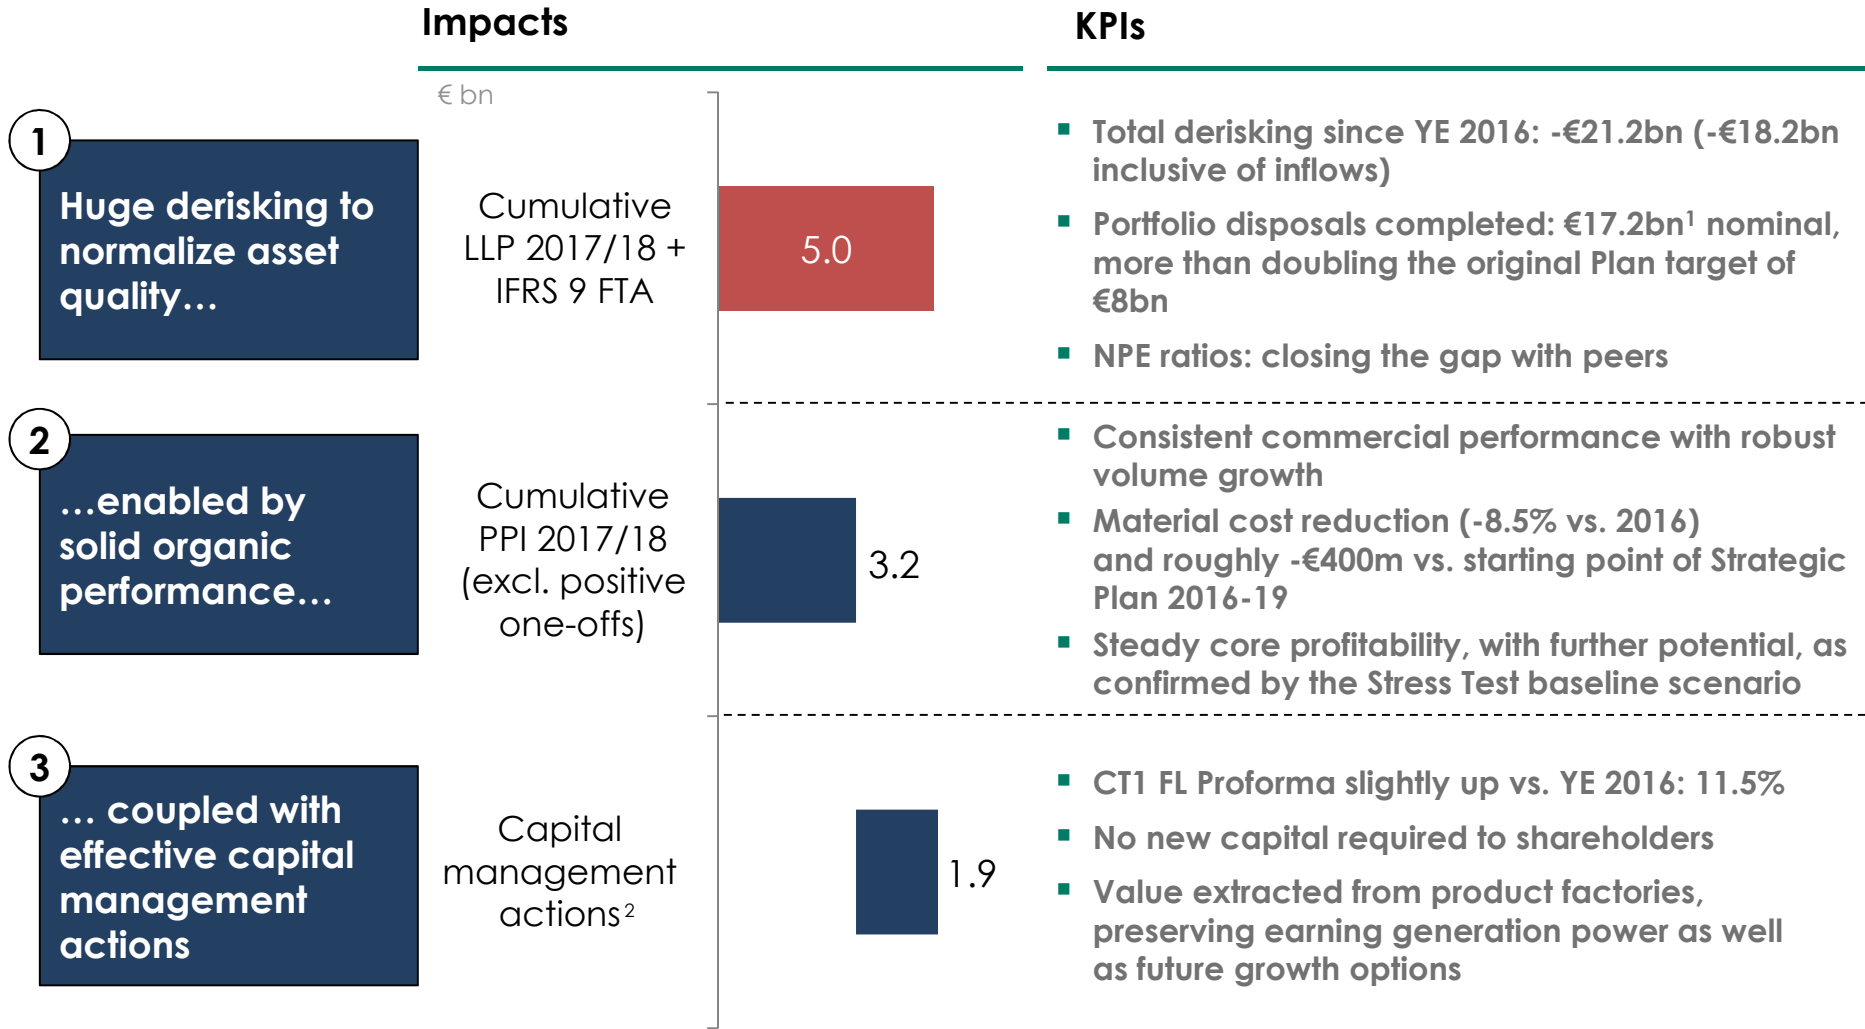 Impacts
KPIs
€ bn
1
Huge derisking to
normalize asset
quality…
Cumulative
LLP 2017/18 +
IFRS 9 FTA
5.0
▪ Total derisking since YE 2016: -€21.2bn (-€18.2bn
inclusive of inflows)
▪ Portfolio disposals completed: €17.2bn¹ nominal,
more than doubling the original Plan target of
€8bn
▪ NPE ratios: closing the gap with peers
2
…enabled by
solid organic
performance…
Cumulative
PPI 2017/18
(excl. positive
one-offs)
3.2
▪ Consistent commercial performance with robust
volume growth
▪ Material cost reduction (-8.5% vs. 2016)
and roughly -€400m vs. starting point of Strategic
Plan 2016-19
▪ Steady core profitability, with further potential, as
confirmed by the Stress Test baseline scenario
3
… coupled with
effective capital
management
actions
Capital
management
actions²
1.9
▪ CT1 FL Proforma slightly up vs. YE 2016: 11.5%
▪ No new capital required to shareholders
▪ Value extracted from product factories,
preserving earning generation power as well
as future growth options